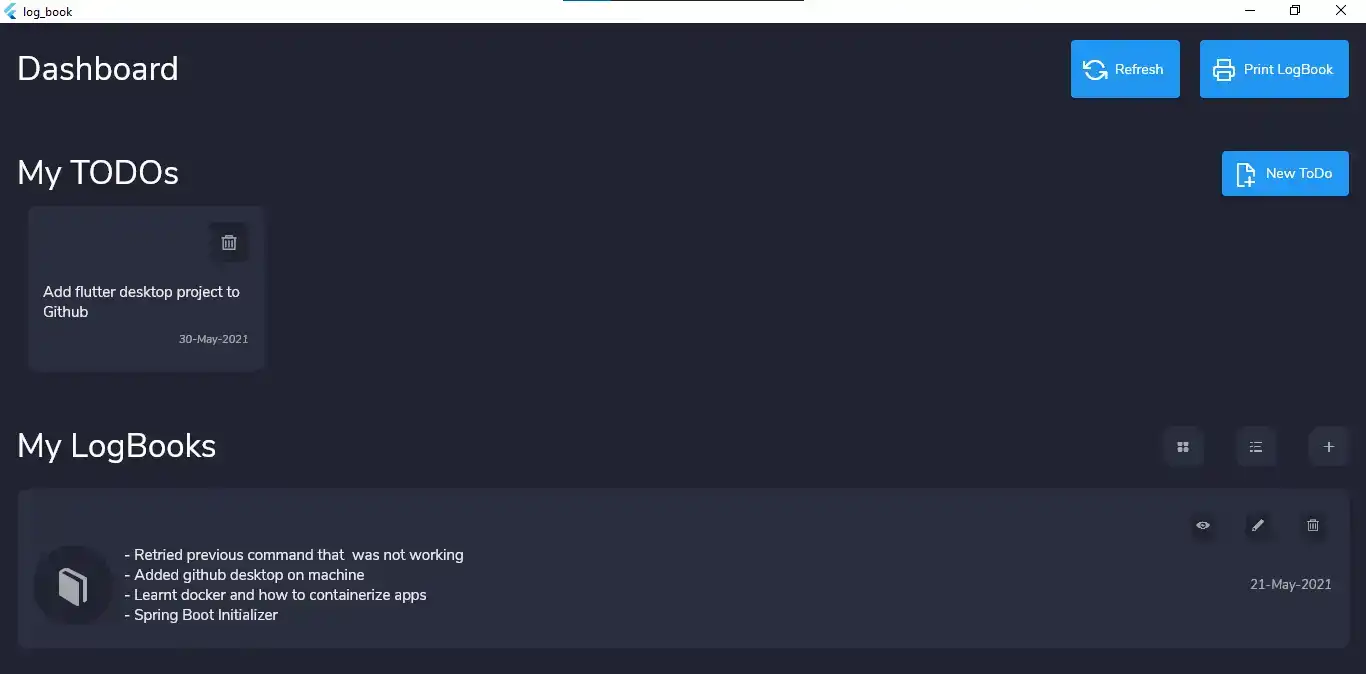 log_book
Dashboard
Refresh
Print LogBook
My TODOs
New ToDo
Add flutter desktop project to
Github
30-May-2021
My LogBooks
- Retried previous command that  was not working
- Added github desktop on machine
- Learnt docker and how to containerize apps
- Spring Boot Initializer
21-May-2021